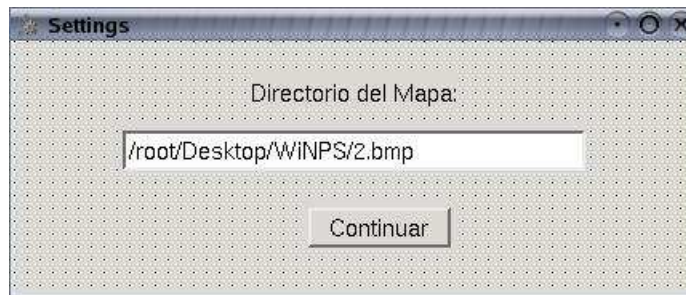 Settings
Directorio del Mapa:
/root/Desktop/WiNPS/2.bmp
Continuar